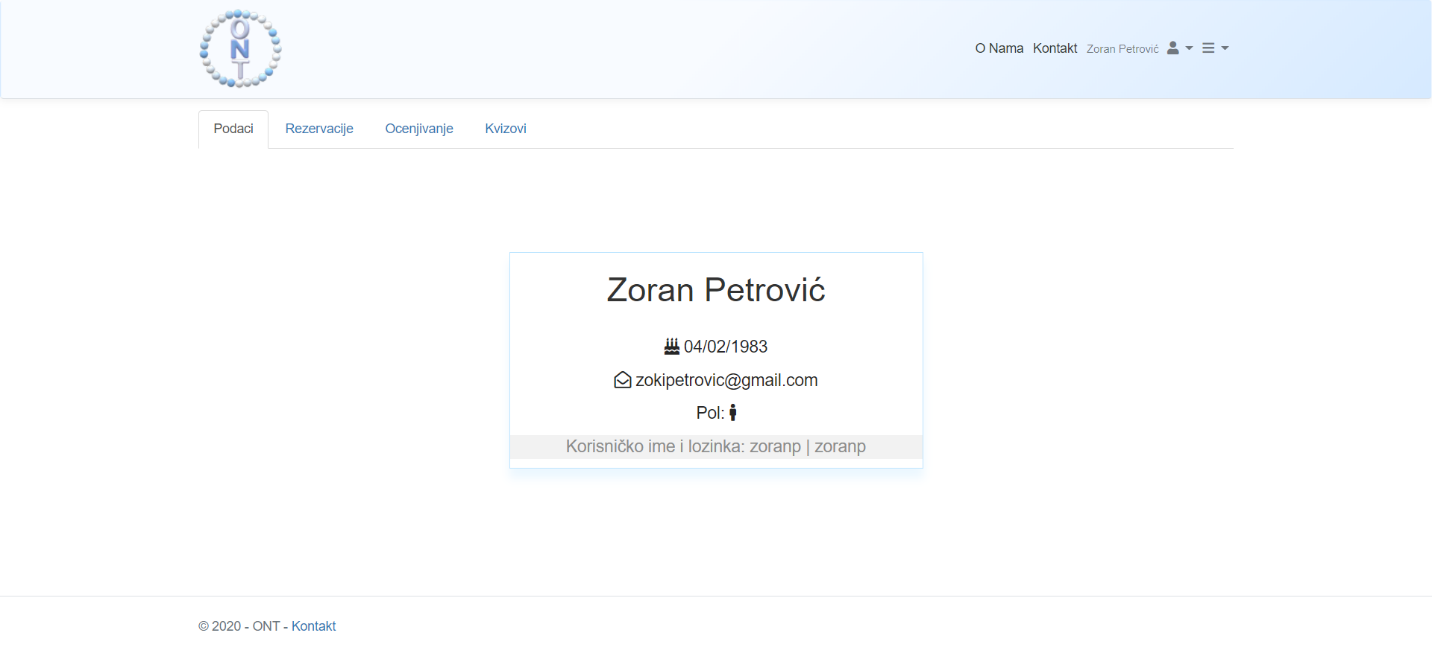 ONT
O Nama Kontakt Zoran Petrović
Podaci Rezervacije Ocenjivanje Kvizovi
Zoran Petrović
04/02/1983
zokipetrovic@gmail.com
Pol:
Korisničko ime i lozinka: zoranp | zoranp
© 2020 - ONT - Kontakt